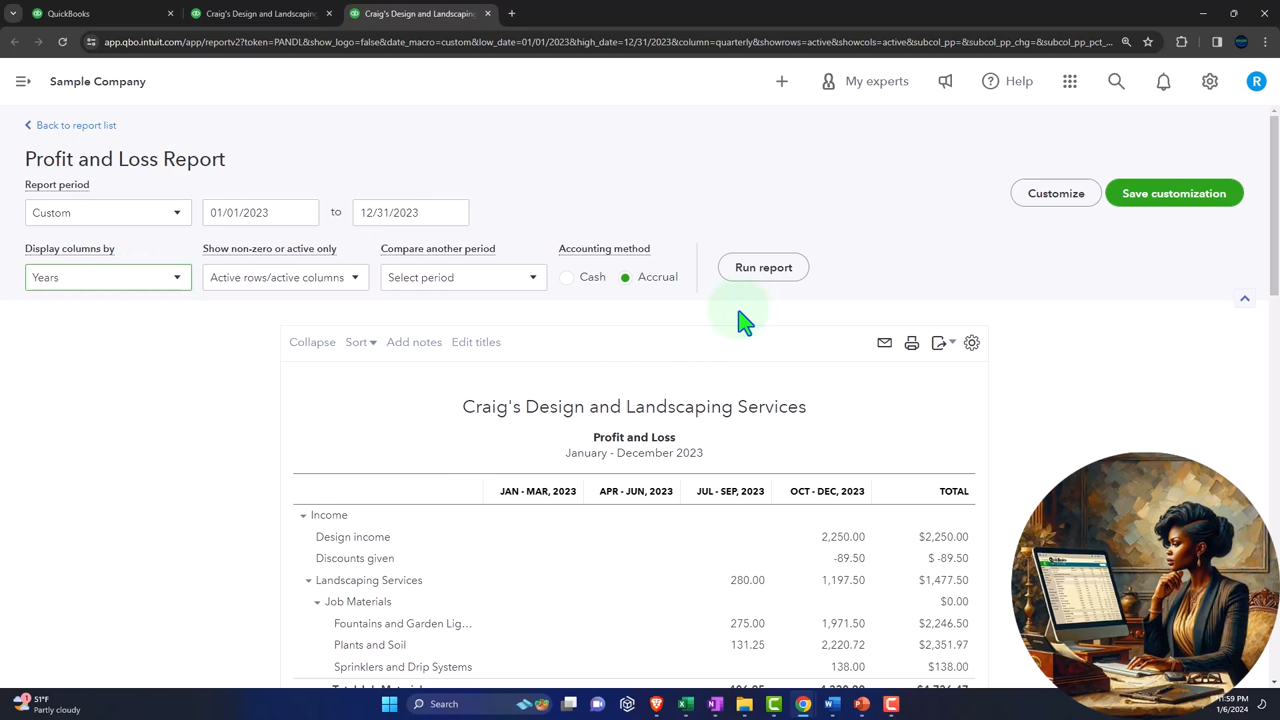 QuickBooks
Craig's Design and Landscaping
Craig's Design and Landscaping
app.qbo.intuit.com/app/report2?token=PANDL&show_logo=false&date_macro=custom&low_date=01/01/2023&high_date=12/31/2023&column=quarterly&showrows=active&showcols=active&subcol_pp=&subcol_pp_chg=&subcol_pp_pct_...
Sample Company
My experts
Help
R
Back to report list
Profit and Loss Report
Report period
Customize
Save customization
Custom
01/01/2023
to
12/31/2023
Display columns by
Show non-zero or active only
Compare another period
Accounting method
Years
Active rows/active columns
Select period
Cash
Accrual
Run report
Collapse Sort Add notes Edit titles
Craig's Design and Landscaping Services
Profit and Loss
January - December 2023
JAN - MAR, 2023 APR - JUN, 2023 JUL - SEP, 2023 OCT - DEC, 2023 TOTAL
Income
Design income 2,250.00 $2,250.00
Discounts given -89.50 $ -89.50
Landscaping Services 280.00 1,197.50 $1,477.50
Job Materials $0.00
Fountains and Garden Lig... 275.00 1,971.50 $2,246.50
Plants and Soil 131.25 2,220.72 $2,351.97
Sprinklers and Drip Systems 138.00 $138.00
51°F
Partly cloudy
Search
11:59 PM
1/6/2024